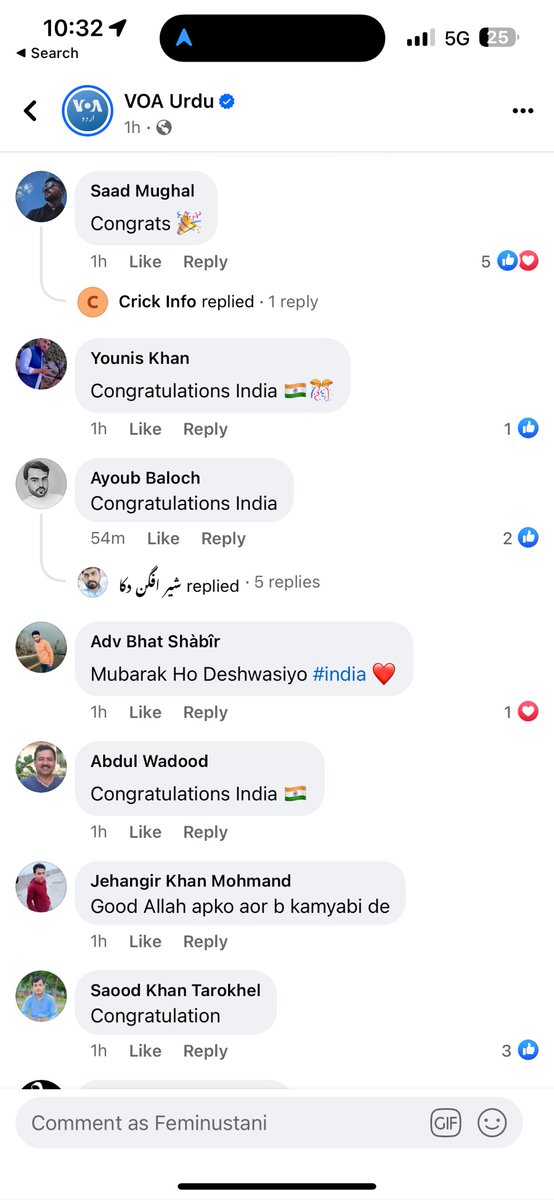 10:32
5G
25
Search
VOA Urdu
VOA
اردو
1h
Saad Mughal
Congrats 🎉
1h Like Reply 5
C Crick Info replied · 1 reply
Younis Khan
Congratulations India 🇮🇳🎊
1h Like Reply 1
Ayoub Baloch
Congratulations India
54m Like Reply 2
شیر افگن دکا replied · 5 replies
Adv Bhat Shàbîr
Mubarak Ho Deshwasiyo #india ❤️
1h Like Reply 1
Abdul Wadood
Congratulations India 🇮🇳
1h Like Reply
Jehangir Khan Mohmand
Good Allah apko aor b kamyabi de
1h Like Reply
Saood Khan Tarokhel
Congratulation
1h Like Reply 3
Comment as Feminustani
GIF